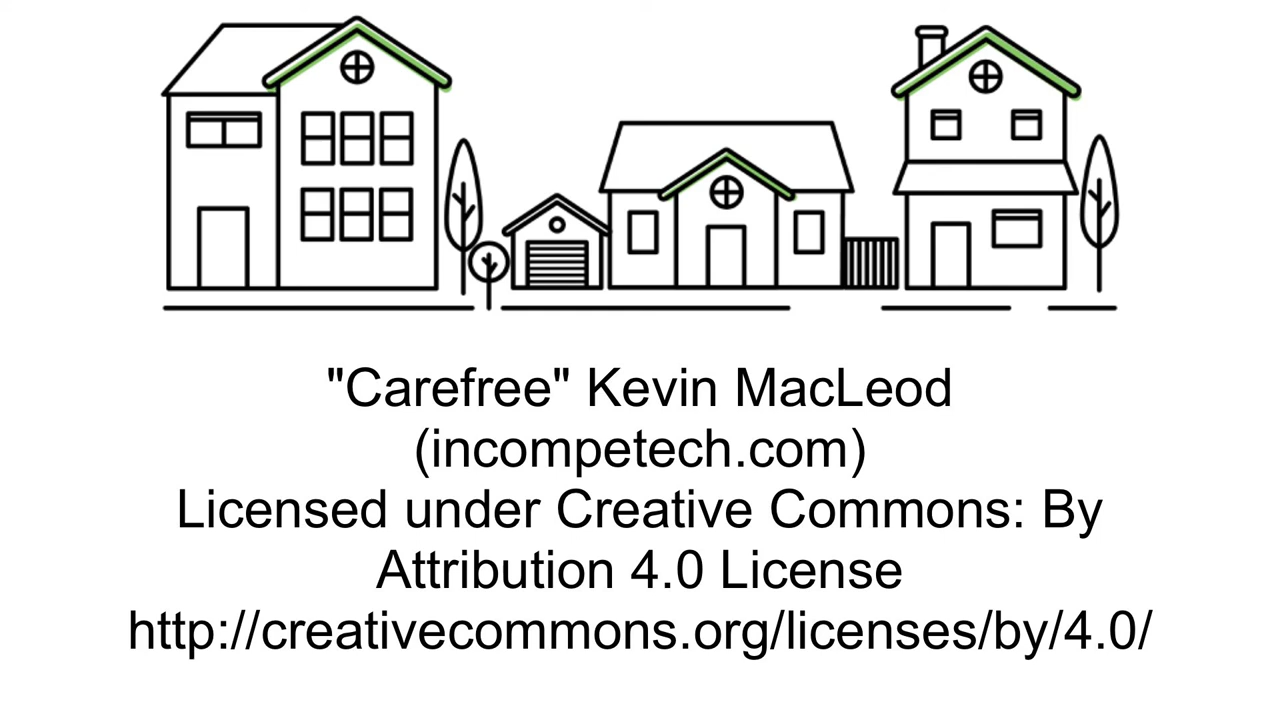 "Carefree" Kevin MacLeod
(incompetech.com)
Licensed under Creative Commons: By
Attribution 4.0 License
http://creativecommons.org/licenses/by/4.0/